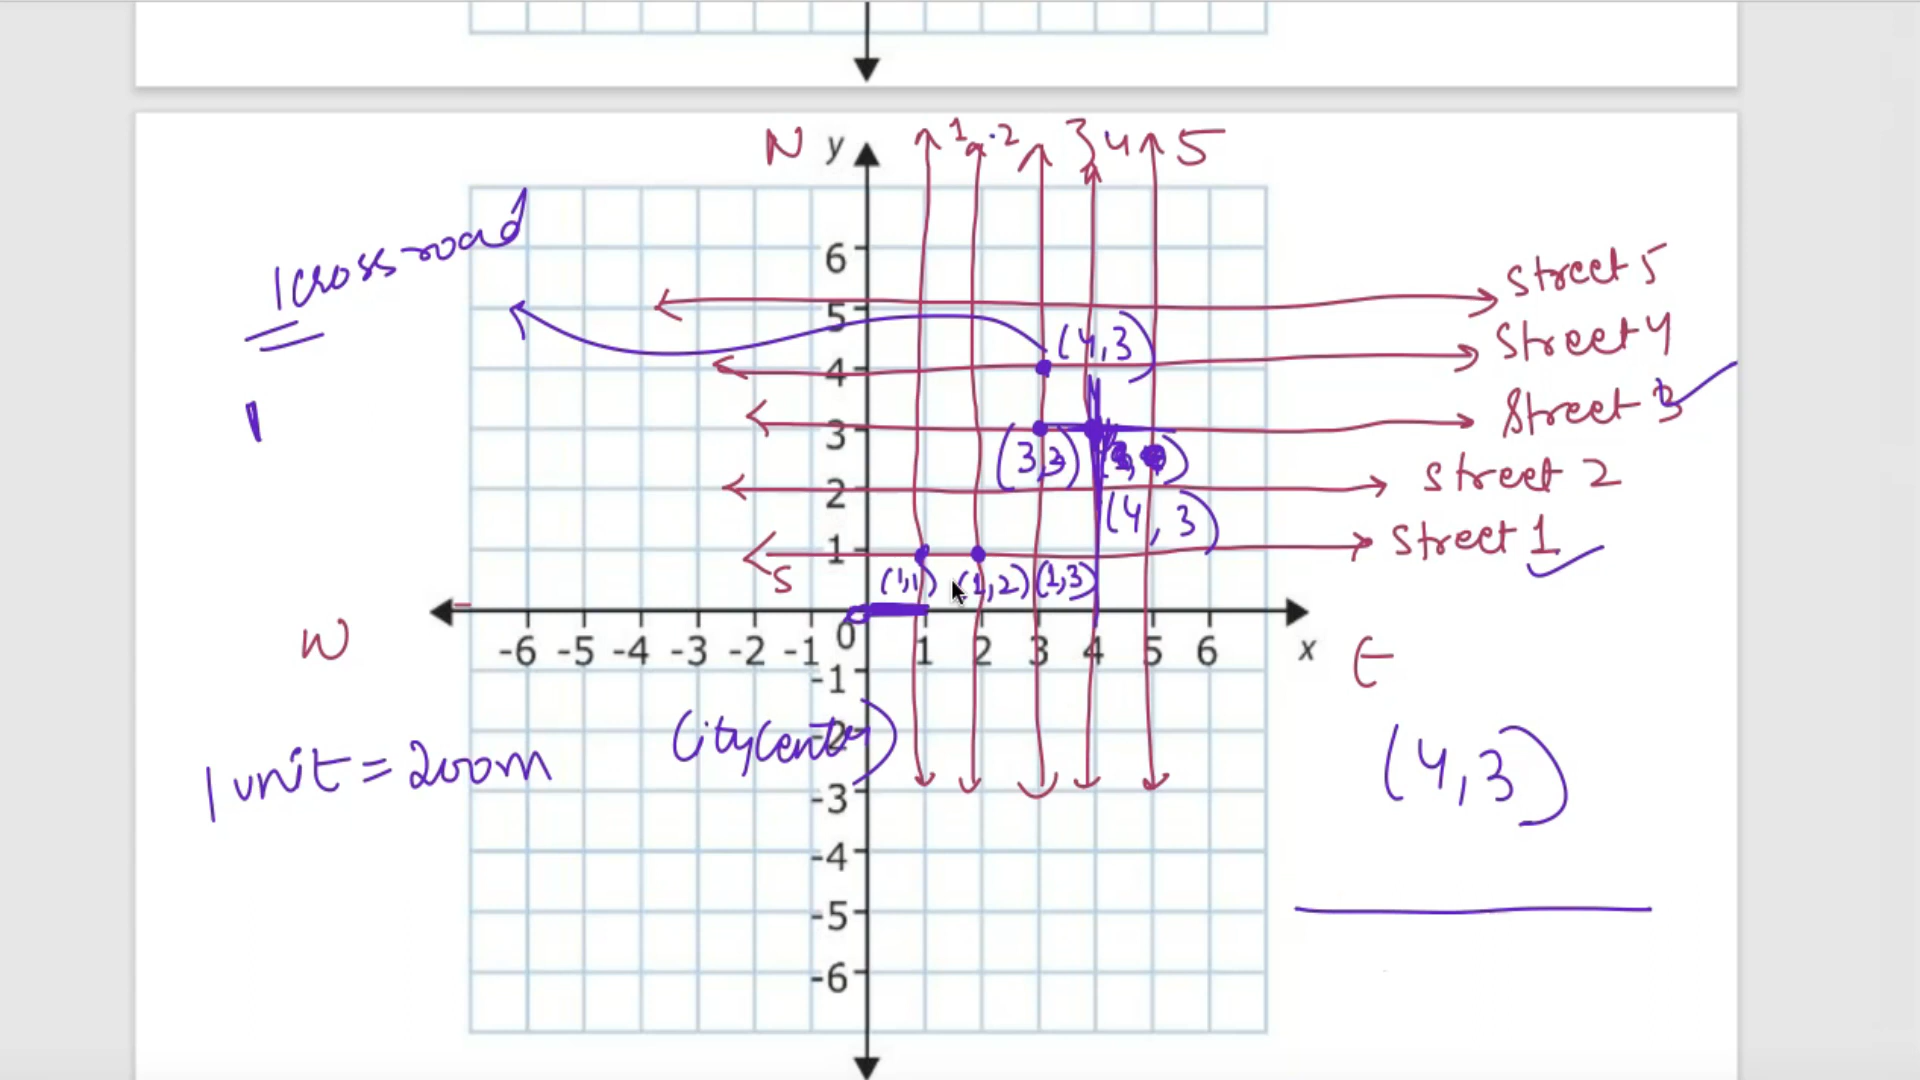 N y 1 2 3 4 5
1 cross road
6
street 5
5
(4,3)
street 4
4
street 3
3
(3,3)
street 2
2
(4, 3)
street 1
1
S
(1,1) (1,2) (1,3)
0
W
-6 -5 -4 -3 -2 -1 1 2 3 4 5 6 x E
-1
(City Center)
-2
1 unit = 200m
(4,3)
-3
-4
-5
-6